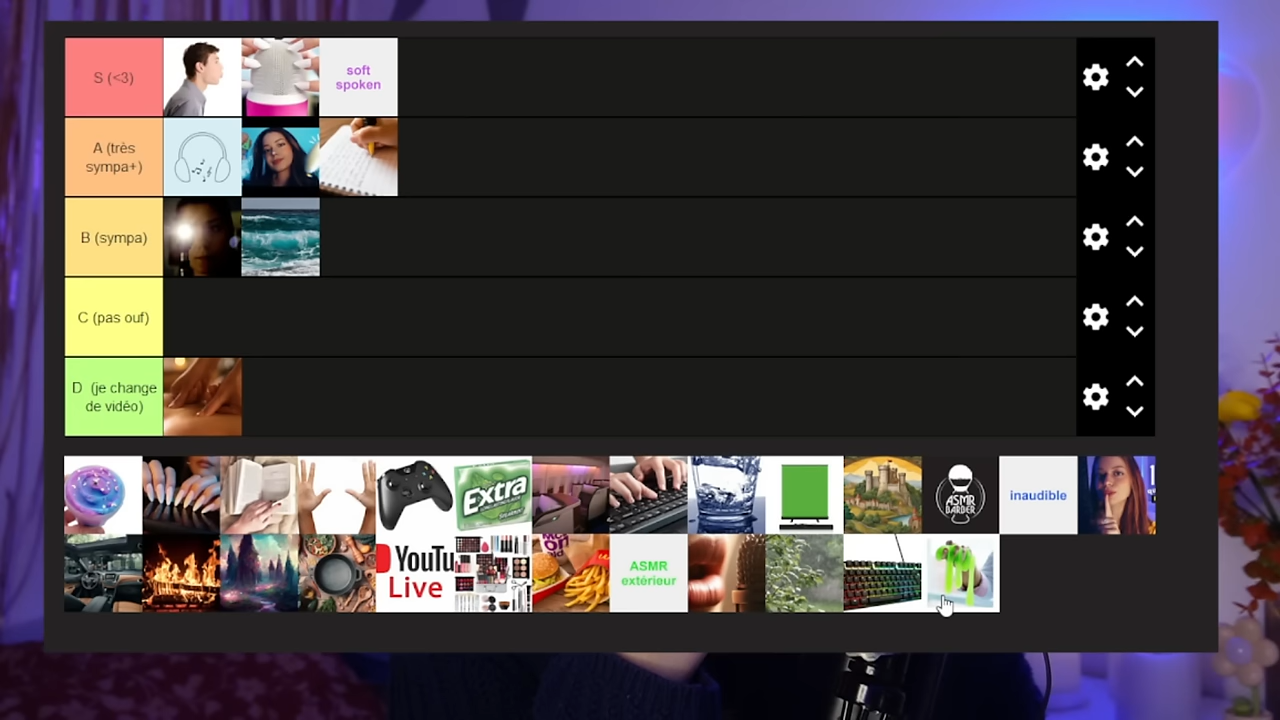 S (<3)
soft
spoken
A (très
sympa+)
B (sympa)
C (pas ouf)
D (je change
de vidéo)
Extra
ASMR
BARBER
inaudible
YouTu
Live
ASMR
extérieur